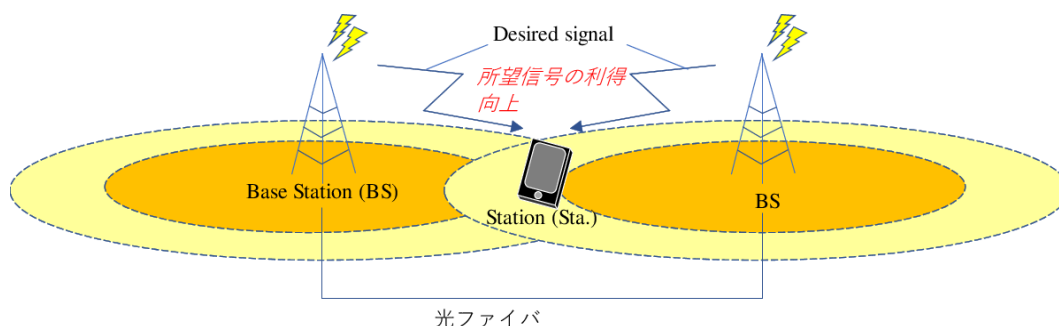 Desired signal
所望信号の利得
向上
Base Station (BS)
Station (Sta.)
BS
光ファイバ